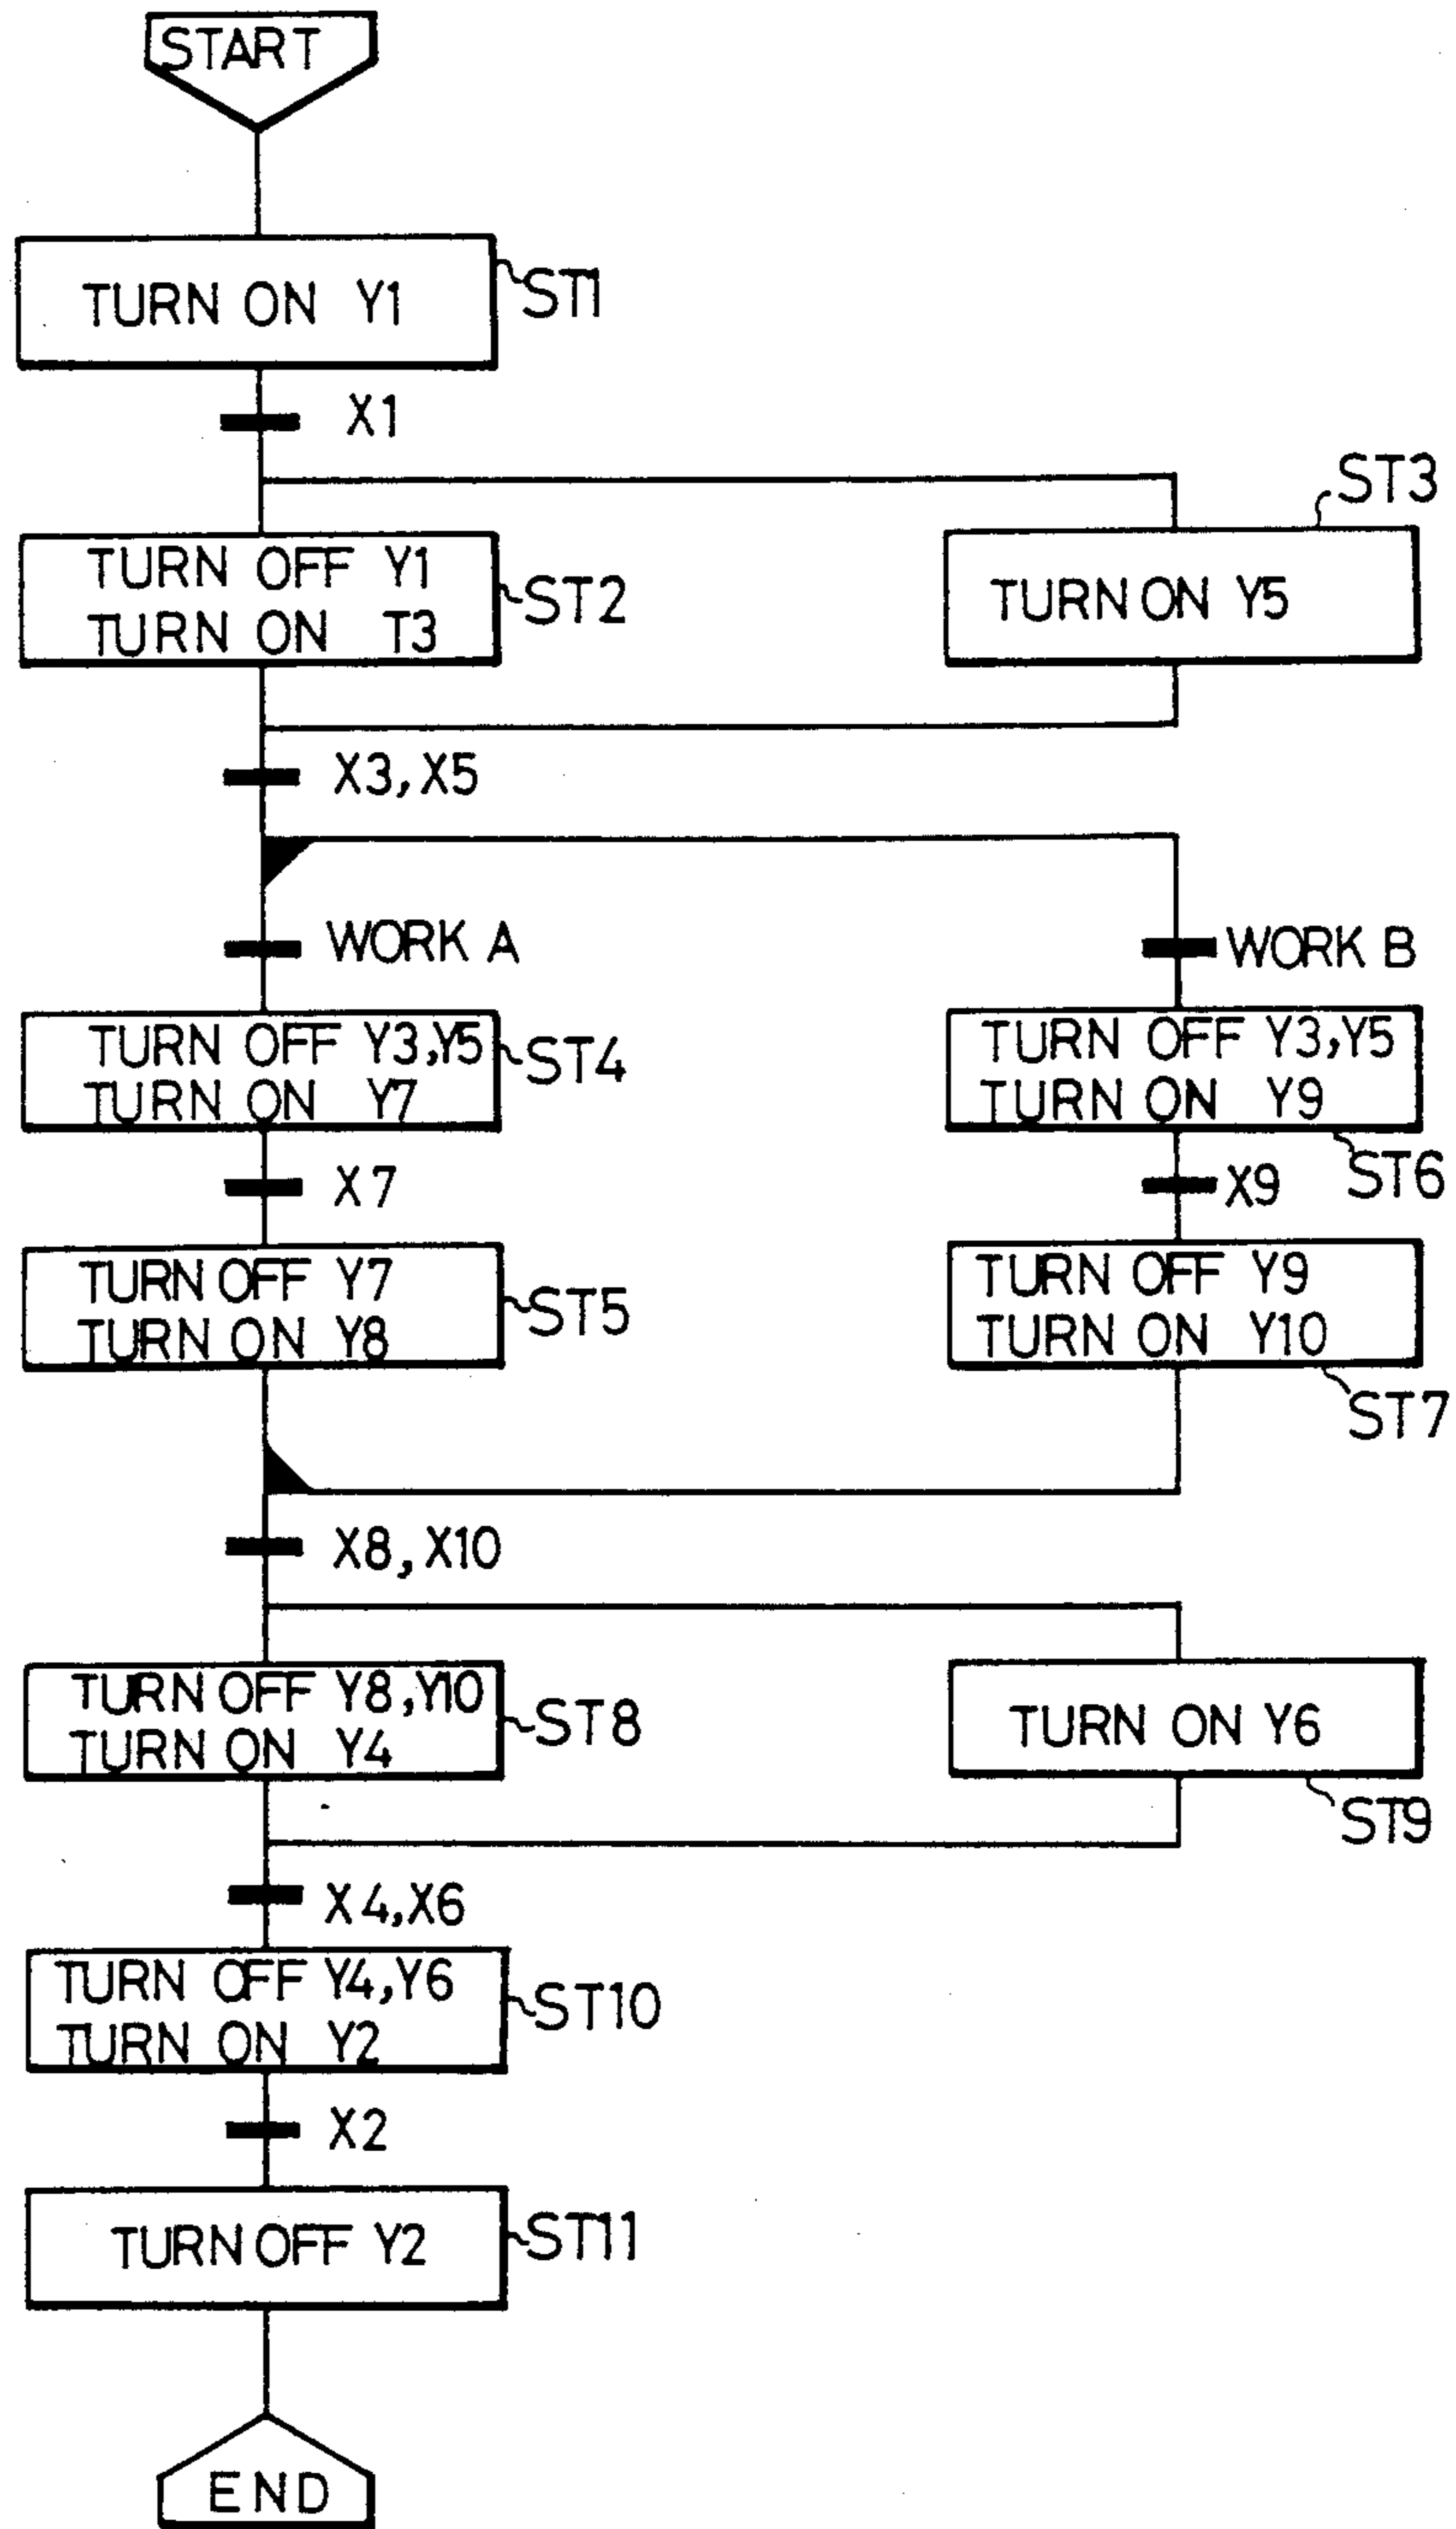 START
TURN ON Y1
ST1
X1
ST3
TURN OFF Y1
TURN ON T3
ST2
TURN ON Y5
X3, X5
WORK A
WORK B
TURN OFF Y3,Y5
TURN ON Y7
ST4
TURN OFF Y3,Y5
TURN ON Y9
ST6
X7
X9
TURN OFF Y7
TURN ON Y8
ST5
TURN OFF Y9
TURN ON Y10
ST7
X8, X10
TURN OFF Y8,Y10
TURN ON Y4
ST8
TURN ON Y6
ST9
X4,X6
TURN OFF Y4,Y6
TURN ON Y2
ST10
X2
TURN OFF Y2
ST11
END